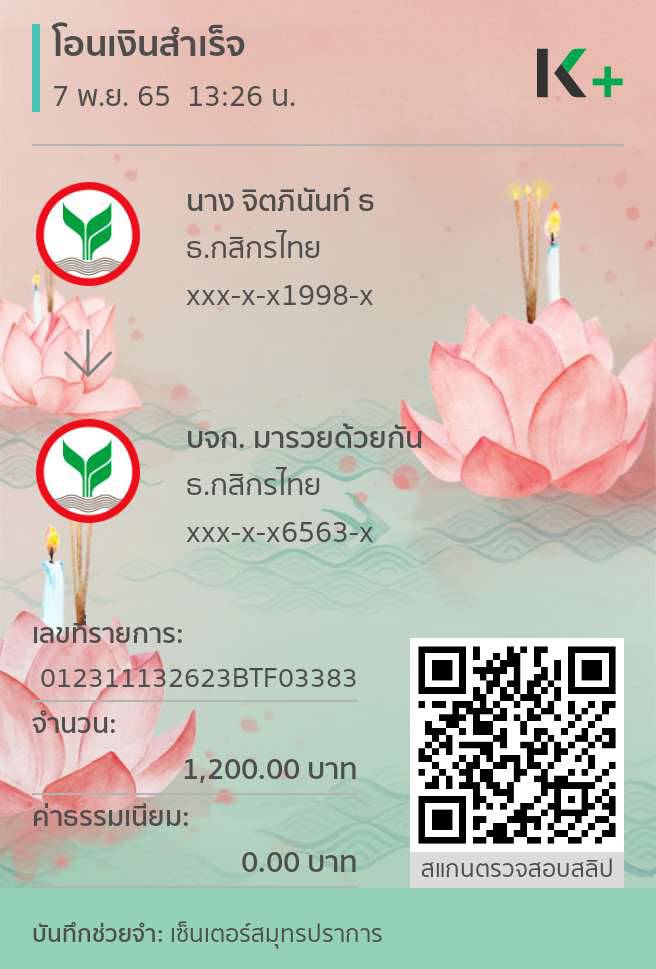 โอนเงินสำเร็จ
7 พ.ย. 65 13:26 น.
K+
นาง จิตภินันท์ ธ
ธ.กสิกรไทย
xxx-x-x1998-x
บจก. มารวยด้วยกัน
ธ.กสิกรไทย
xxx-x-x6563-x
เลขที่รายการ:
012311132623BTF03383
จำนวน:
1,200.00 บาท
ค่าธรรมเนียม:
0.00 บาท
สแกนตรวจสอบสลิป
บันทึกช่วยจำ: เซ็นเตอร์สมุทรปราการ